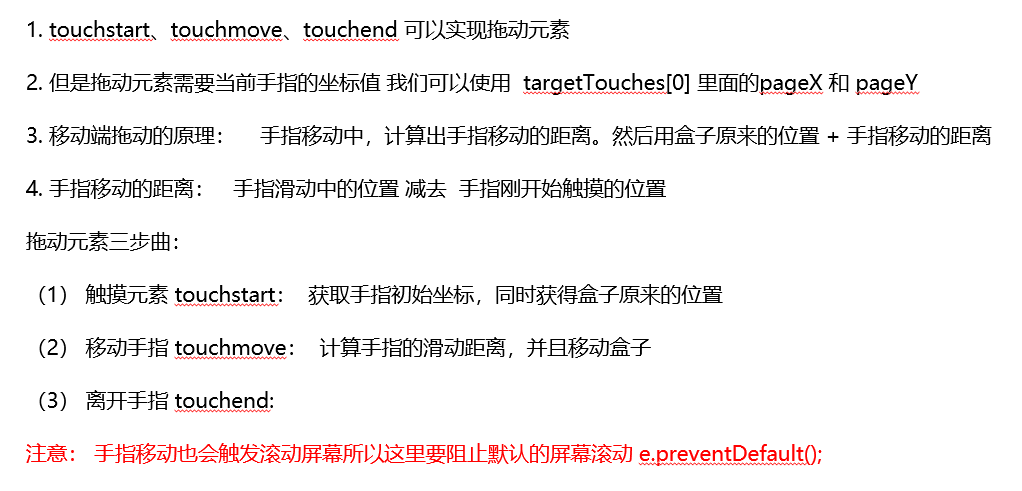 1. touchstart、touchmove、touchend 可以实现拖动元素
2. 但是拖动元素需要当前手指的坐标值 我们可以使用 targetTouches[0] 里面的pageX 和 pageY
3. 移动端拖动的原理： 手指移动中，计算出手指移动的距离。然后用盒子原来的位置 + 手指移动的距离
4. 手指移动的距离： 手指滑动中的位置 减去 手指刚开始触摸的位置
拖动元素三步曲：
（1） 触摸元素 touchstart： 获取手指初始坐标，同时获得盒子原来的位置
（2） 移动手指 touchmove： 计算手指的滑动距离，并且移动盒子
（3） 离开手指 touchend:
注意： 手指移动也会触发滚动屏幕所以这里要阻止默认的屏幕滚动 e.preventDefault();